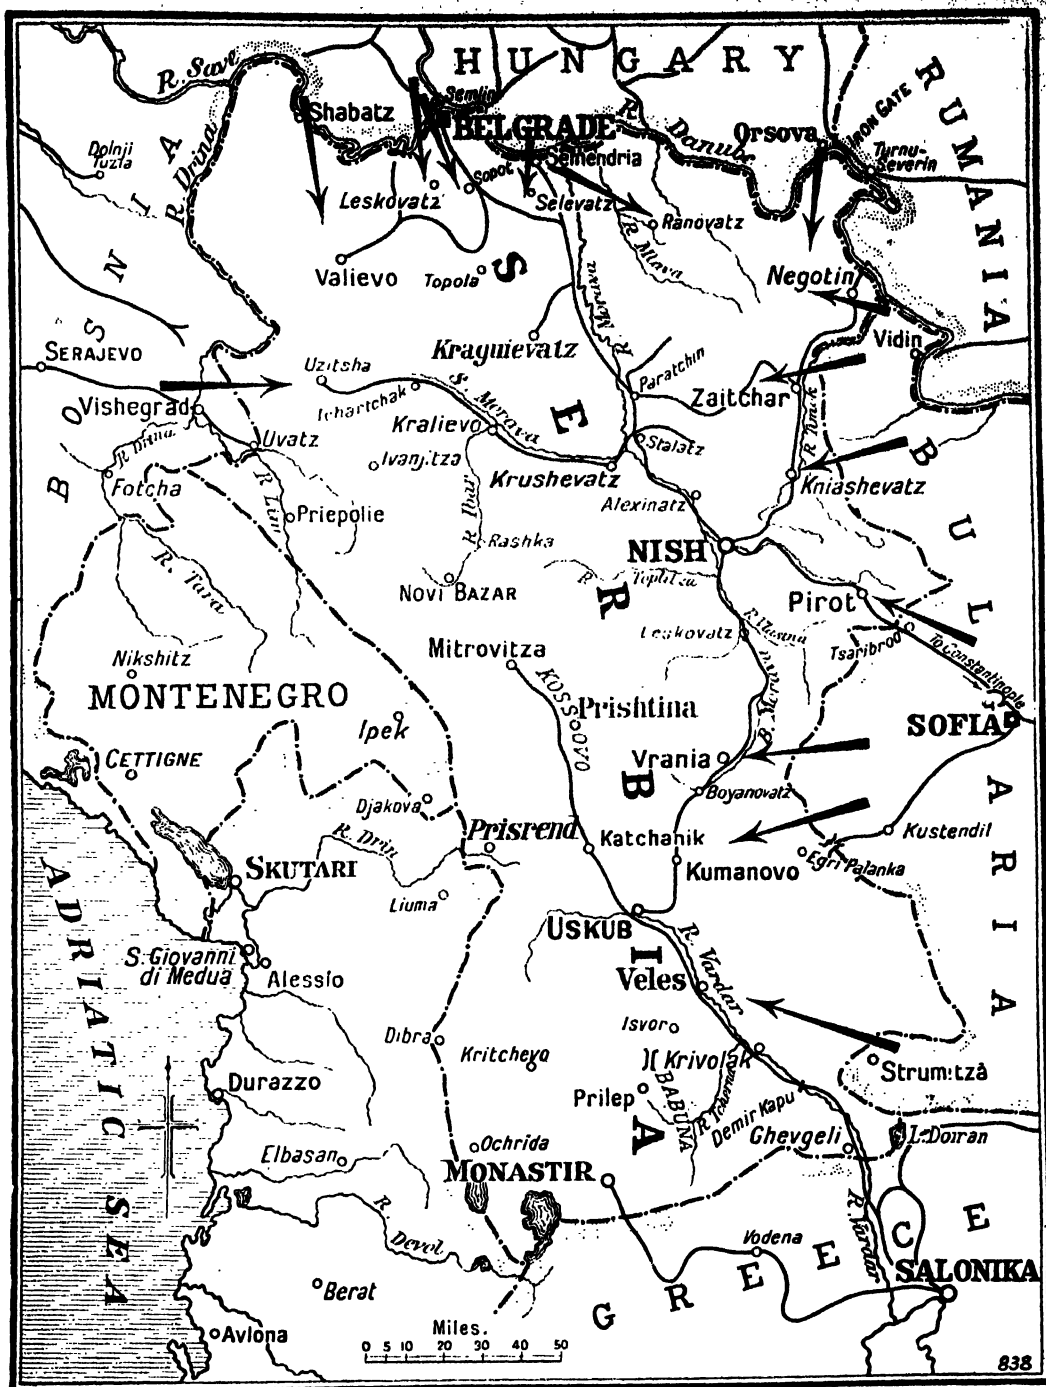 HUNGARY
RUMANIA
R. Save
Shabatz
Semlin
BELGRADE
R. Danube
Orsova
IRON GATE
Turnu-
Severin
Dolnji
Tuzla
R Drina
BOSNIA
Semendria
Leskovatz
Sopot
Selevatz
Ranovatz
R Mlava
Valievo
Topola
R Morava
Negotin
Vidin
SERAJEVO
Kraguievatz
Uzitsha
Paratchin
Zaitchar
Vishegrad
Tchartchak
S. Morava
Kralievo
R Timok
Uvatz
Stalatz
R Drina
Ivanjitza
Krushevatz
Kniashevatz
Fotcha
R Lim
Priepolie
R Ibar
Alexinatz
Rashka
NISH
R. Tara
NOVI BAZAR
R Toplitza
Pirot
Leskovatz
R Vlasina
Tsaribrod
To Constantinople
Nikshitz
Mitrovitza
MONTENEGRO
KOSSOVO
Prishtina
SOFIA
Ipek
B. Morava
CETTIGNE
Vrania
Djakova
Boyanovatz
BULGARIA
R. Drin
Prisrend
Katchanik
Kustendil
SKUTARI
Kumanovo
Egri Palanka
Liuma
USKUB
SERBIA
R. Vardar
S. Giovanni
di Medua
Alessio
Veles
Isvor
Dibra
Kritchevo
Krivolak
Strumitza
Durazzo
Prilep
BABUNA
R Tcherna
Demir Kapu
Ghevgeli
L. Doiran
Elbasan
Ochrida
MONASTIR
R Devol
R Vardar
Vodena
GREECE
SALONIKA
Berat
Avlona
ADRIATIC SEA
Miles.
0 5 10 20 30 40 50
838